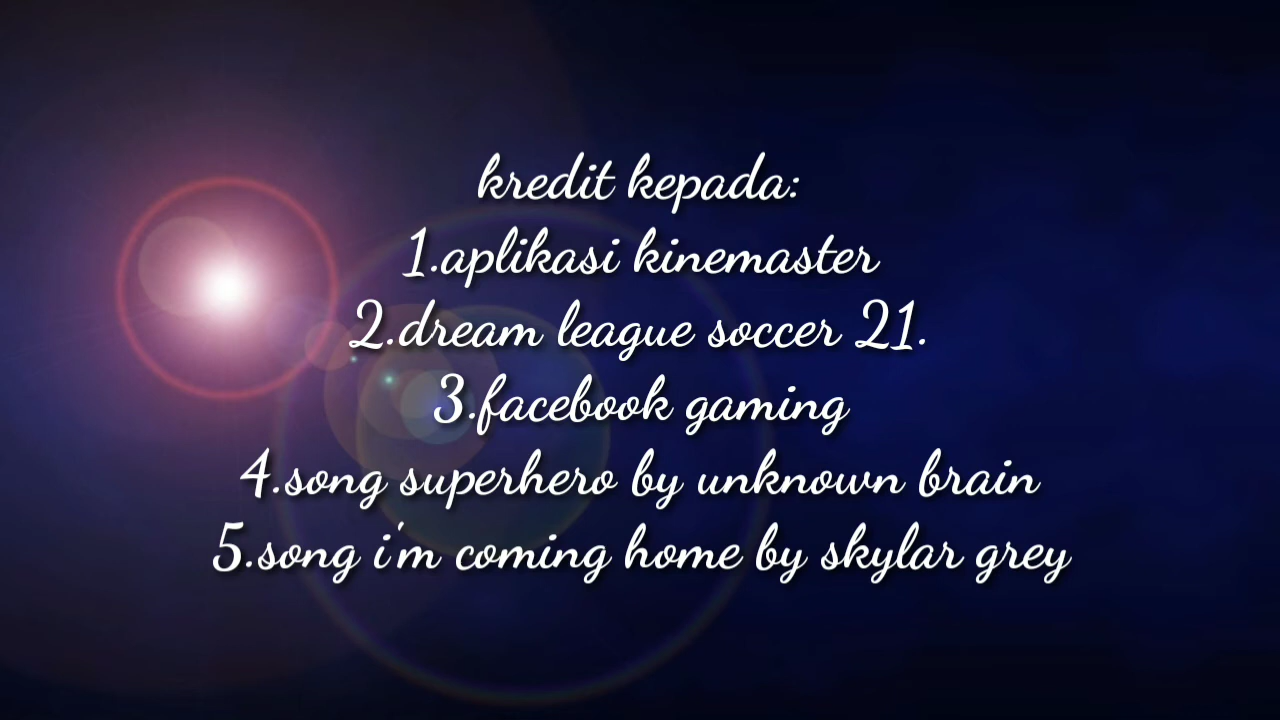 kredit kepada:
1.aplikasi kinemaster
2.dream league soccer 21.
3.facebook gaming
4.song superhero by unknown brain
5.song i'm coming home by skylar grey